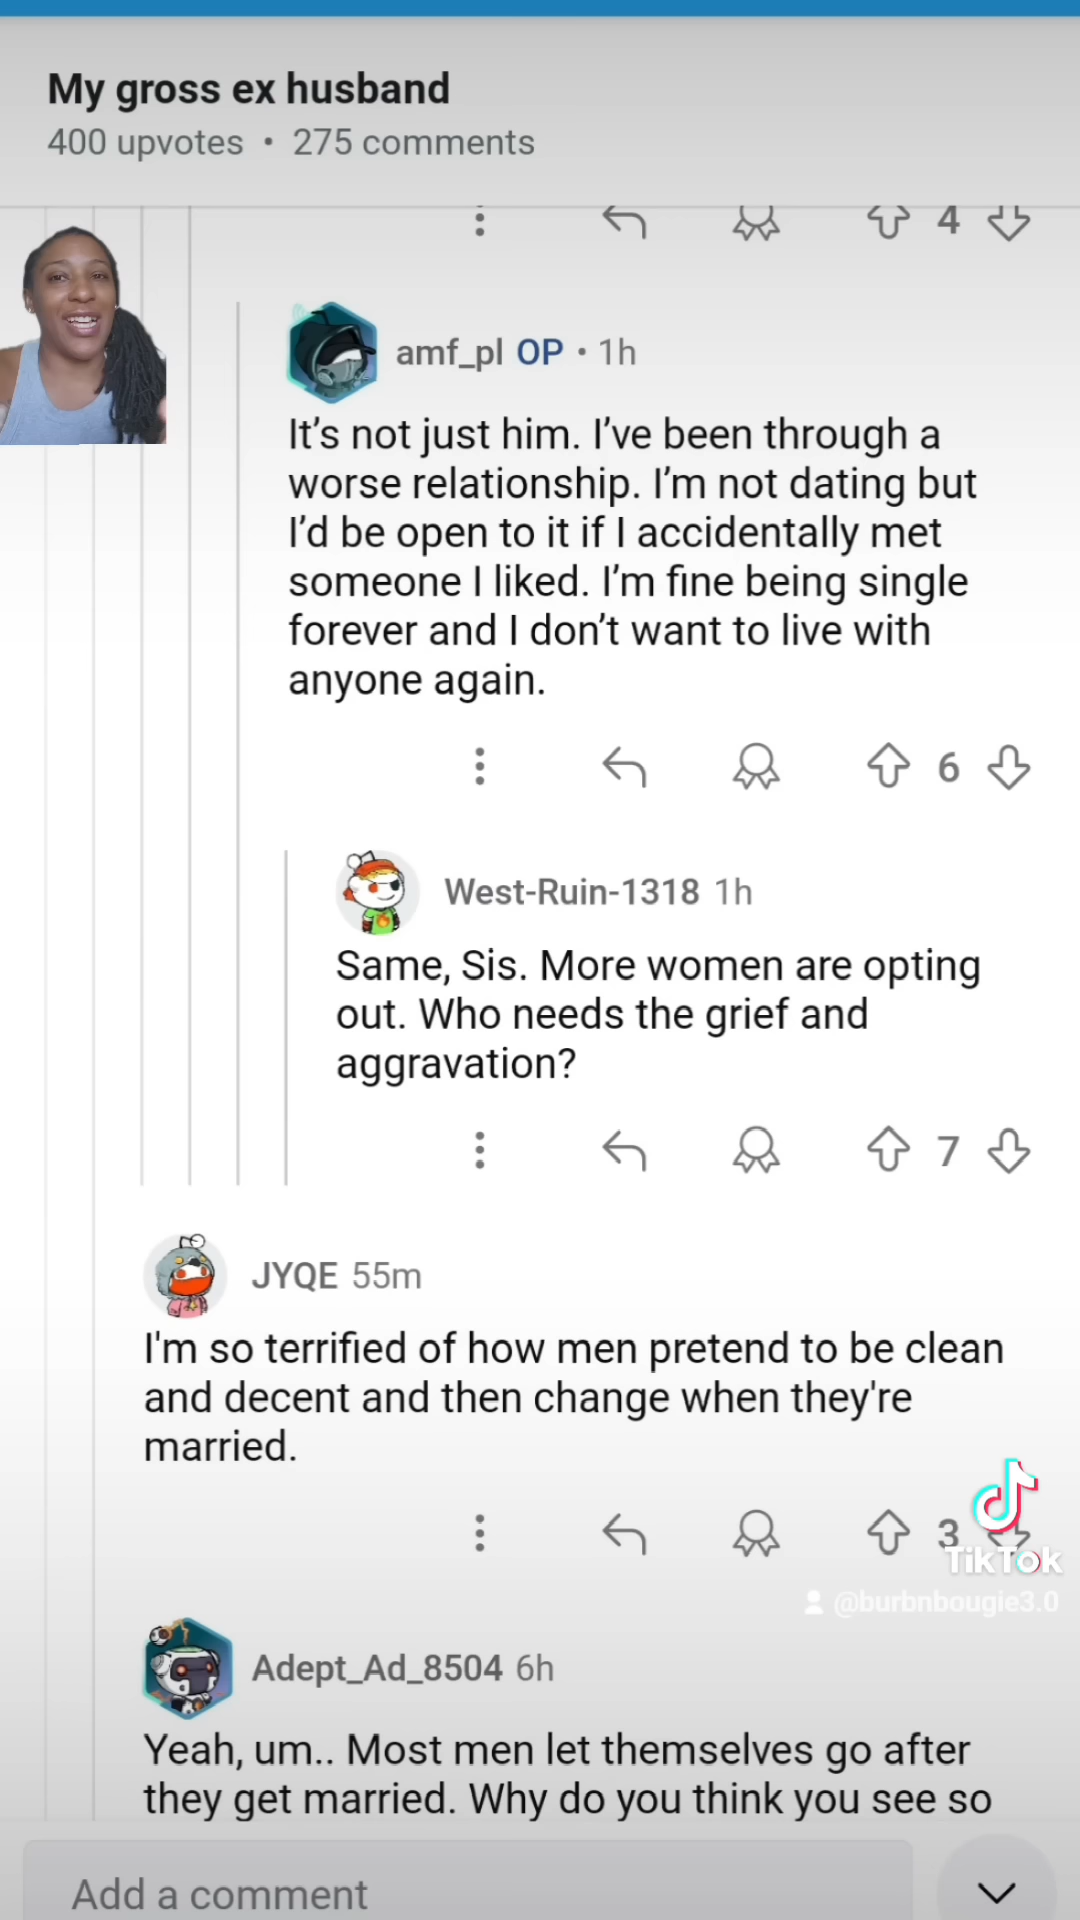 My gross ex husband
400 upvotes • 275 comments
4
amf_pl OP • 1h
It's not just him. I've been through a
worse relationship. I'm not dating but
I'd be open to it if I accidentally met
someone I liked. I'm fine being single
forever and I don't want to live with
anyone again.
6
West-Ruin-1318 1h
Same, Sis. More women are opting
out. Who needs the grief and
aggravation?
7
JYQE 55m
I'm so terrified of how men pretend to be clean
and decent and then change when they're
married.
3
TikTok
@burbnbougie3.0
Adept_Ad_8504 6h
Yeah, um.. Most men let themselves go after
they get married. Why do you think you see so
Add a comment